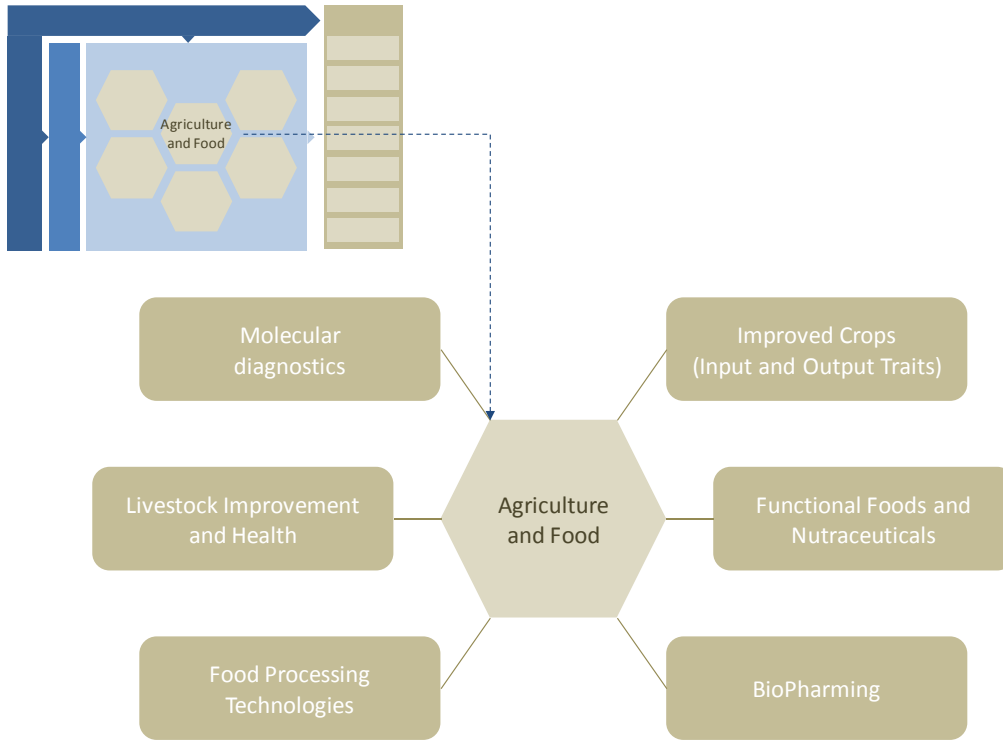 Agriculture
and Food
Molecular
diagnostics
Improved Crops
(Input and Output Traits)
Livestock Improvement
and Health
Agriculture
and Food
Functional Foods and
Nutraceuticals
Food Processing
Technologies
BioPharming